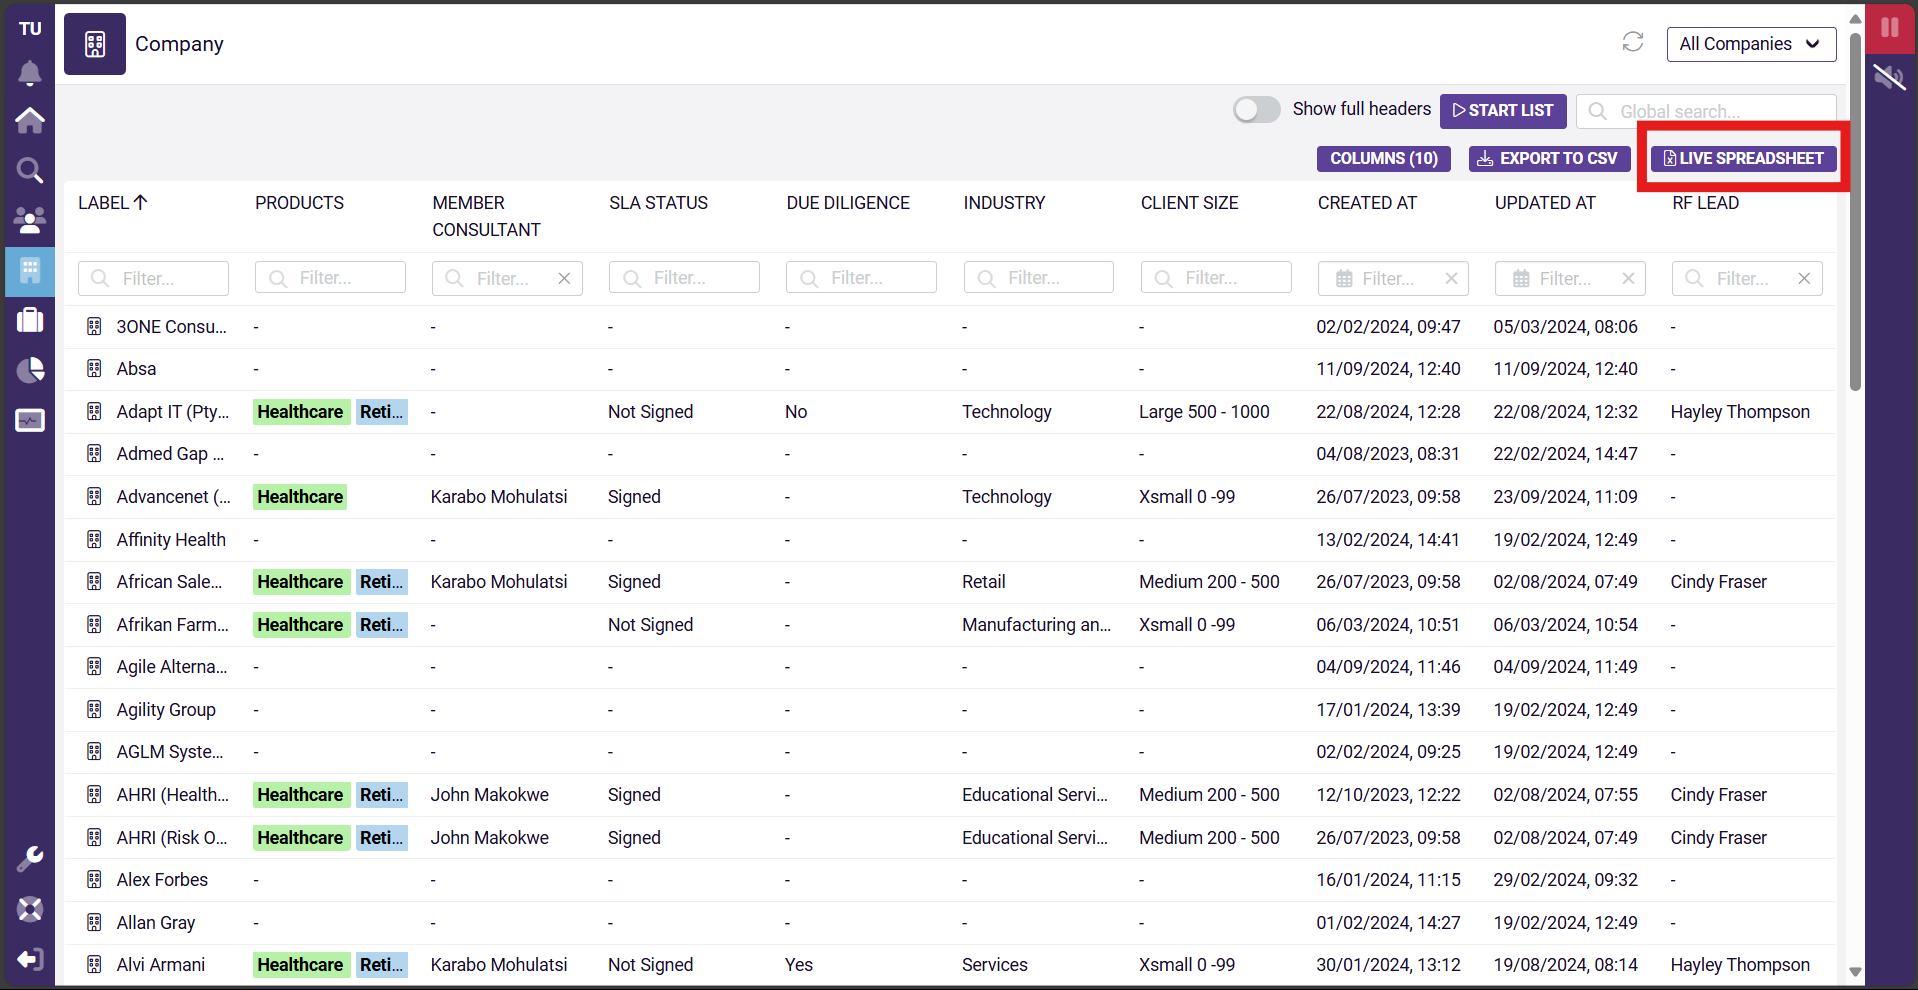 TU
Company
All Companies
Show full headers
START LIST
Global search...
COLUMNS (10)
EXPORT TO CSV
LIVE SPREADSHEET
LABEL PRODUCTS MEMBER CONSULTANT SLA STATUS DUE DILIGENCE INDUSTRY CLIENT SIZE CREATED AT UPDATED AT RF LEAD
Filter... Filter... Filter... Filter... Filter... Filter... Filter... Filter... Filter... Filter...
3ONE Consu... - - - - - - 02/02/2024, 09:47 05/03/2024, 08:06 -
Absa - - - - - - 11/09/2024, 12:40 11/09/2024, 12:40 -
Adapt IT (Pty... Healthcare Reti... - Not Signed No Technology Large 500 - 1000 22/08/2024, 12:28 22/08/2024, 12:32 Hayley Thompson
Admed Gap ... - - - - - - 04/08/2023, 08:31 22/02/2024, 14:47 -
Advancenet (... Healthcare Karabo Mohulatsi Signed - Technology Xsmall 0 -99 26/07/2023, 09:58 23/09/2024, 11:09 -
Affinity Health - - - - - - 13/02/2024, 14:41 19/02/2024, 12:49 -
African Sale... Healthcare Reti... Karabo Mohulatsi Signed - Retail Medium 200 - 500 26/07/2023, 09:58 02/08/2024, 07:49 Cindy Fraser
Afrikan Farm... Healthcare Reti... - Not Signed - Manufacturing an... Xsmall 0 -99 06/03/2024, 10:51 06/03/2024, 10:54 -
Agile Alterna... - - - - - - 04/09/2024, 11:46 04/09/2024, 11:49 -
Agility Group - - - - - - 17/01/2024, 13:39 19/02/2024, 12:49 -
AGLM Syste... - - - - - - 02/02/2024, 09:25 19/02/2024, 12:49 -
AHRI (Health... Healthcare Reti... John Makokwe Signed - Educational Servi... Medium 200 - 500 12/10/2023, 12:22 02/08/2024, 07:55 Cindy Fraser
AHRI (Risk O... Healthcare Reti... John Makokwe Signed - Educational Servi... Medium 200 - 500 26/07/2023, 09:58 02/08/2024, 07:49 Cindy Fraser
Alex Forbes - - - - - - 16/01/2024, 11:15 29/02/2024, 09:32 -
Allan Gray - - - - - - 01/02/2024, 14:27 19/02/2024, 12:49 -
Alvi Armani Healthcare Reti... Karabo Mohulatsi Not Signed Yes Services Xsmall 0 -99 30/01/2024, 13:12 19/08/2024, 08:14 Hayley Thompson